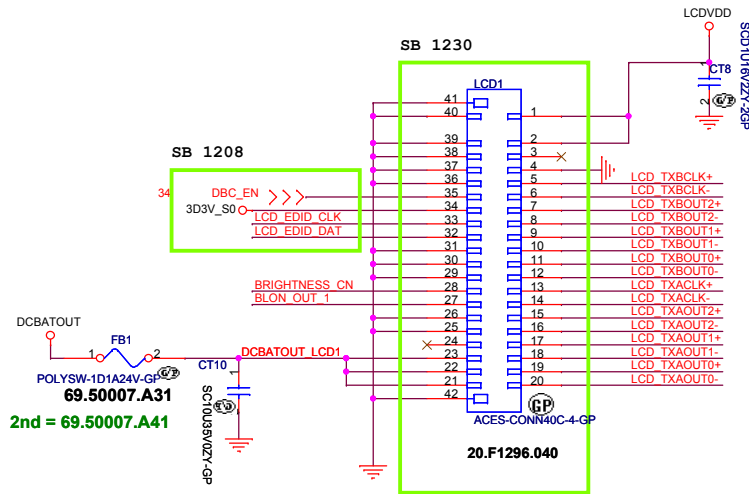 LCDVDD
SB 1230
SCD1U16V2ZY-2GP
CT8
1
2
G/P
LCD1
41
40
39
38
37
36
35
34
33
32
31
30
29
28
27
26
25
24
23
22
21
42
1
2
3
4
5
6
7
8
9
10
11
12
13
14
15
16
17
18
19
20
SB 1208
34
DBC_EN
3D3V_S0
LCD_EDID_CLK
LCD_EDID_DAT
BRIGHTNESS_CN
BLON_OUT_1
LCD_TXBCLK+
LCD_TXBCLK-
LCD_TXBOUT2+
LCD_TXBOUT2-
LCD_TXBOUT1+
LCD_TXBOUT1-
LCD_TXBOUT0+
LCD_TXBOUT0-
LCD_TXACLK+
LCD_TXACLK-
LCD_TXAOUT2+
LCD_TXAOUT2-
LCD_TXAOUT1+
LCD_TXAOUT1-
LCD_TXAOUT0+
LCD_TXAOUT0-
DCBATOUT
FB1
1
2
G/P
POLYSW-1D1A24V-GP
69.50007.A31
2nd = 69.50007.A41
CT10
1
DCBATOUT_LCD1
SC10U35V0ZY-GP
GP
ACES-CONN40C-4-GP
20.F1296.040